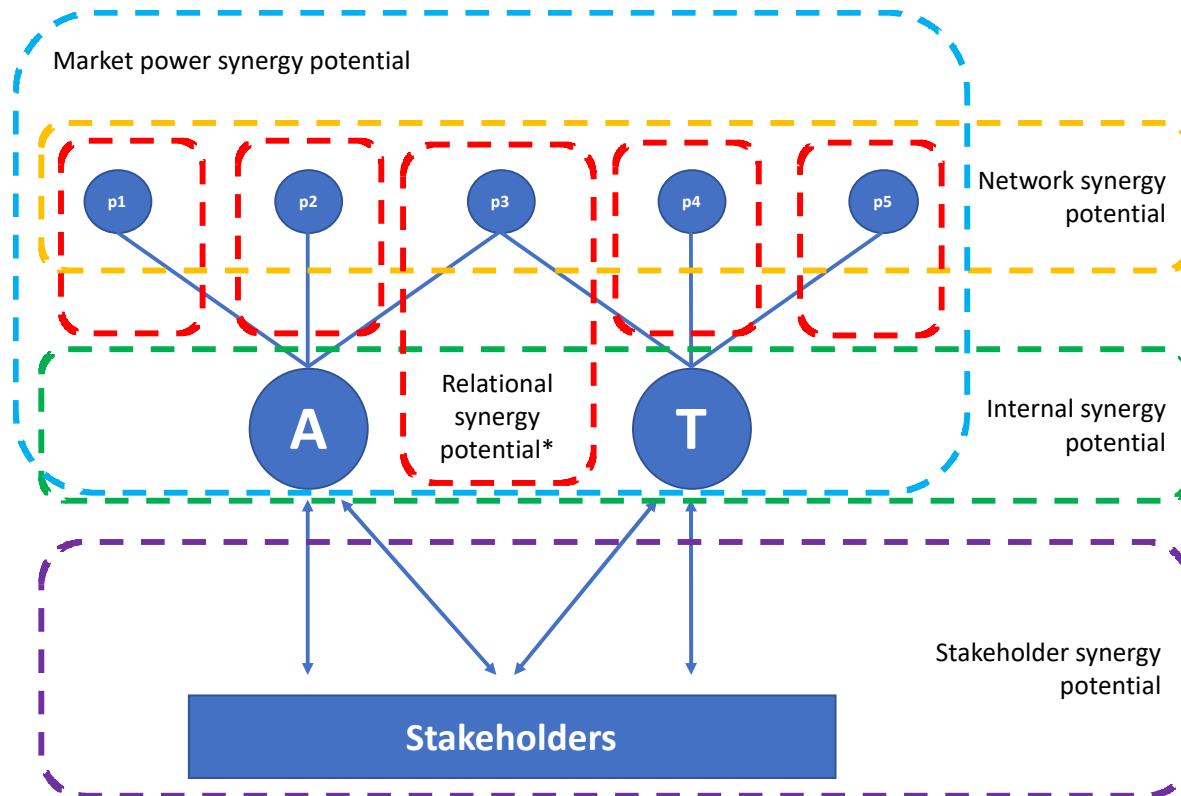 Market power synergy potential
p1
p2
p3
p4
p5
Network synergy
potential
A
Relational
synergy
potential*
T
Internal synergy
potential
Stakeholder synergy
potential
Stakeholders